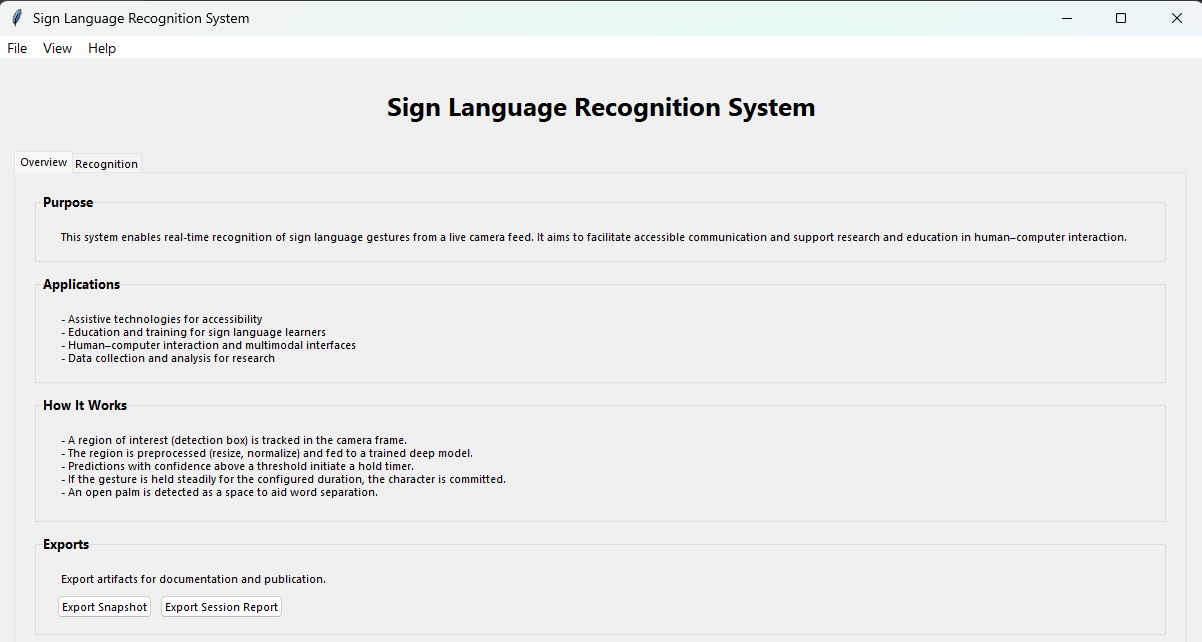 Sign Language Recognition System
File View Help
Sign Language Recognition System
Overview Recognition
Purpose
This system enables real-time recognition of sign language gestures from a live camera feed. It aims to facilitate accessible communication and support research and education in human–computer interaction.
Applications
- Assistive technologies for accessibility
- Education and training for sign language learners
- Human–computer interaction and multimodal interfaces
- Data collection and analysis for research
How It Works
- A region of interest (detection box) is tracked in the camera frame.
- The region is preprocessed (resize, normalize) and fed to a trained deep model.
- Predictions with confidence above a threshold initiate a hold timer.
- If the gesture is held steadily for the configured duration, the character is committed.
- An open palm is detected as a space to aid word separation.
Exports
Export artifacts for documentation and publication.
Export Snapshot Export Session Report